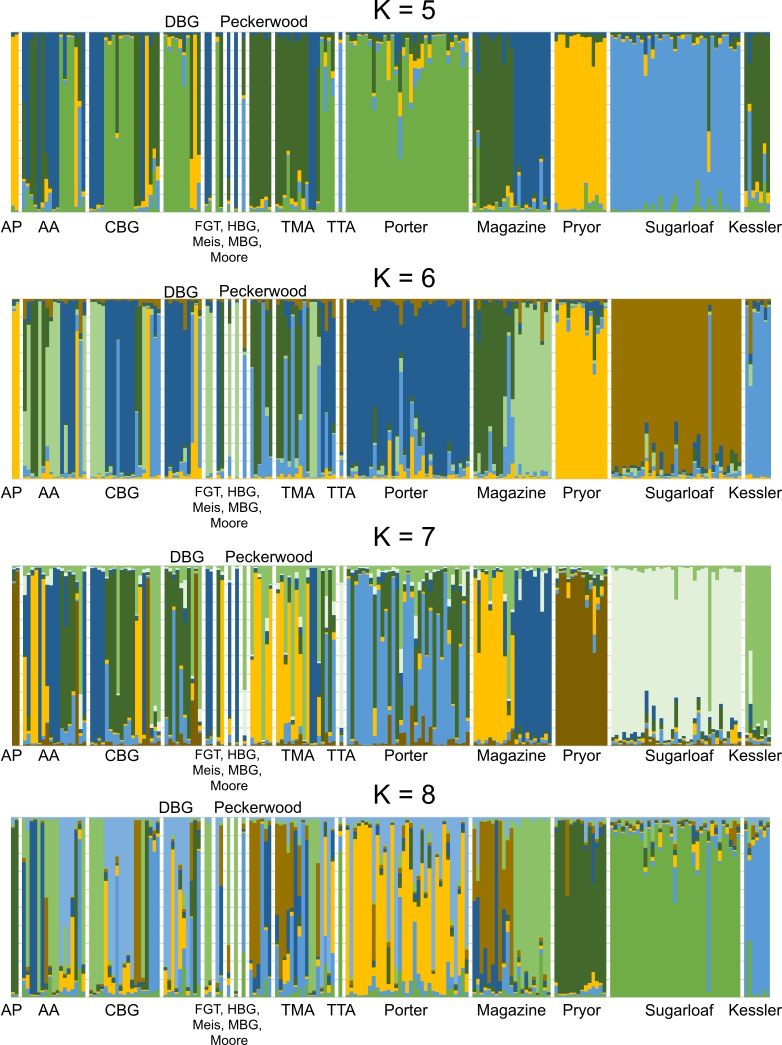 K = 5
DBG Peckerwood
AP AA CBG FGT, HBG, TMA TTA Porter Magazine Pryor Sugarloaf Kessler
Meis, MBG,
Moore
K = 6
DBG Peckerwood
AP AA CBG FGT, HBG, TMA TTA Porter Magazine Pryor Sugarloaf Kessler
Meis, MBG,
Moore
K = 7
DBG Peckerwood
AP AA CBG FGT, HBG, TMA TTA Porter Magazine Pryor Sugarloaf Kessler
Meis, MBG,
Moore
K = 8
DBG Peckerwood
AP AA CBG FGT, HBG, TMA TTA Porter Magazine Pryor Sugarloaf Kessler
Meis, MBG,
Moore